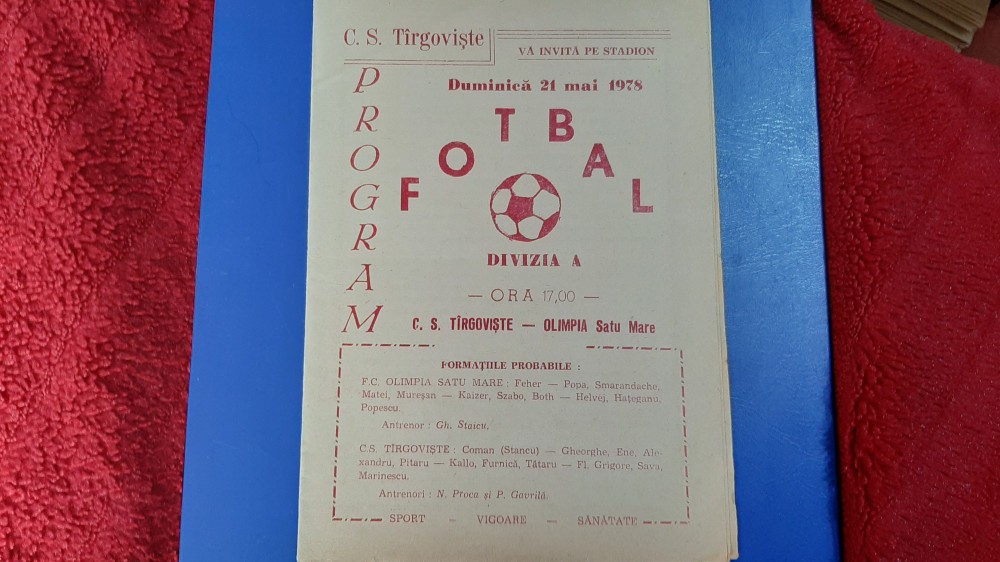 C. S. Tîrgoviște
VĂ INVITĂ PE STADION
PROGRAM
Duminică 21 mai 1978
FOTBAL
DIVIZIA A
— ORA 17,00 —
C. S. TÎRGOVIȘTE — OLIMPIA Satu Mare
FORMAȚIILE PROBABILE :
F.C. OLIMPIA SATU MARE : Feher — Popa, Smarandache,
Matei, Mureșan — Kaizer, Szabo, Both — Helvej, Hațeganu,
Popescu.
Antrenor : Gh. Staicu.
C.S. TÎRGOVIȘTE : Coman (Stancu) — Gheorghe, Ene, Ale-
xandru, Pitaru — Kallo, Furnică, Tătaru — Fl. Grigore, Sava,
Marinescu.
Antrenori : N. Proca și P. Gavrilă.
SPORT — VIGOARE — SĂNĂTATE